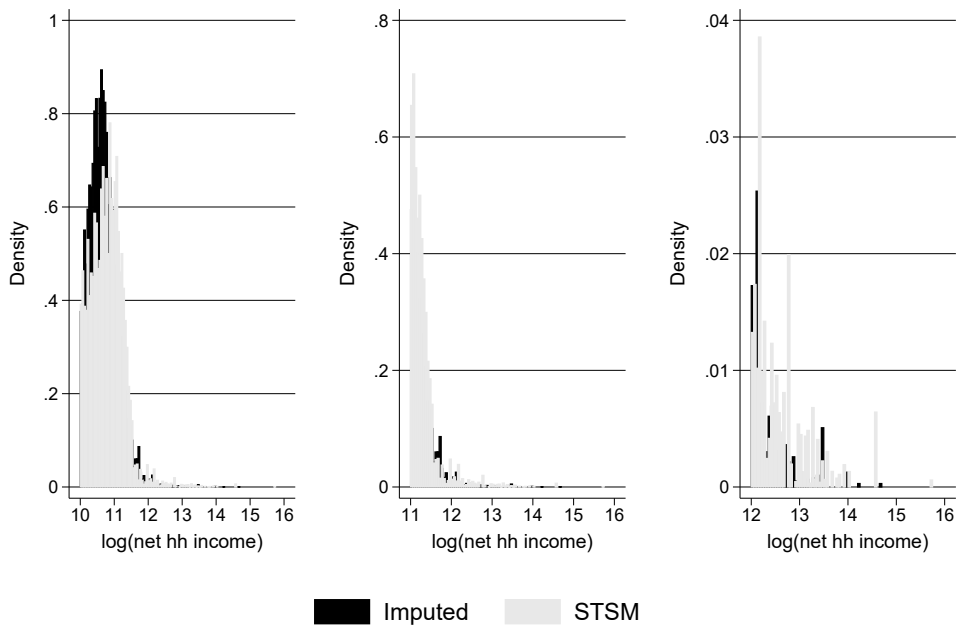 1
.8
.6
.4
.2
0
Density
10 11 12 13 14 15 16
log(net hh income)
.8
.6
.4
.2
0
Density
11 12 13 14 15 16
log(net hh income)
.04
.03
.02
.01
0
Density
12 13 14 15 16
log(net hh income)
Imputed STSM